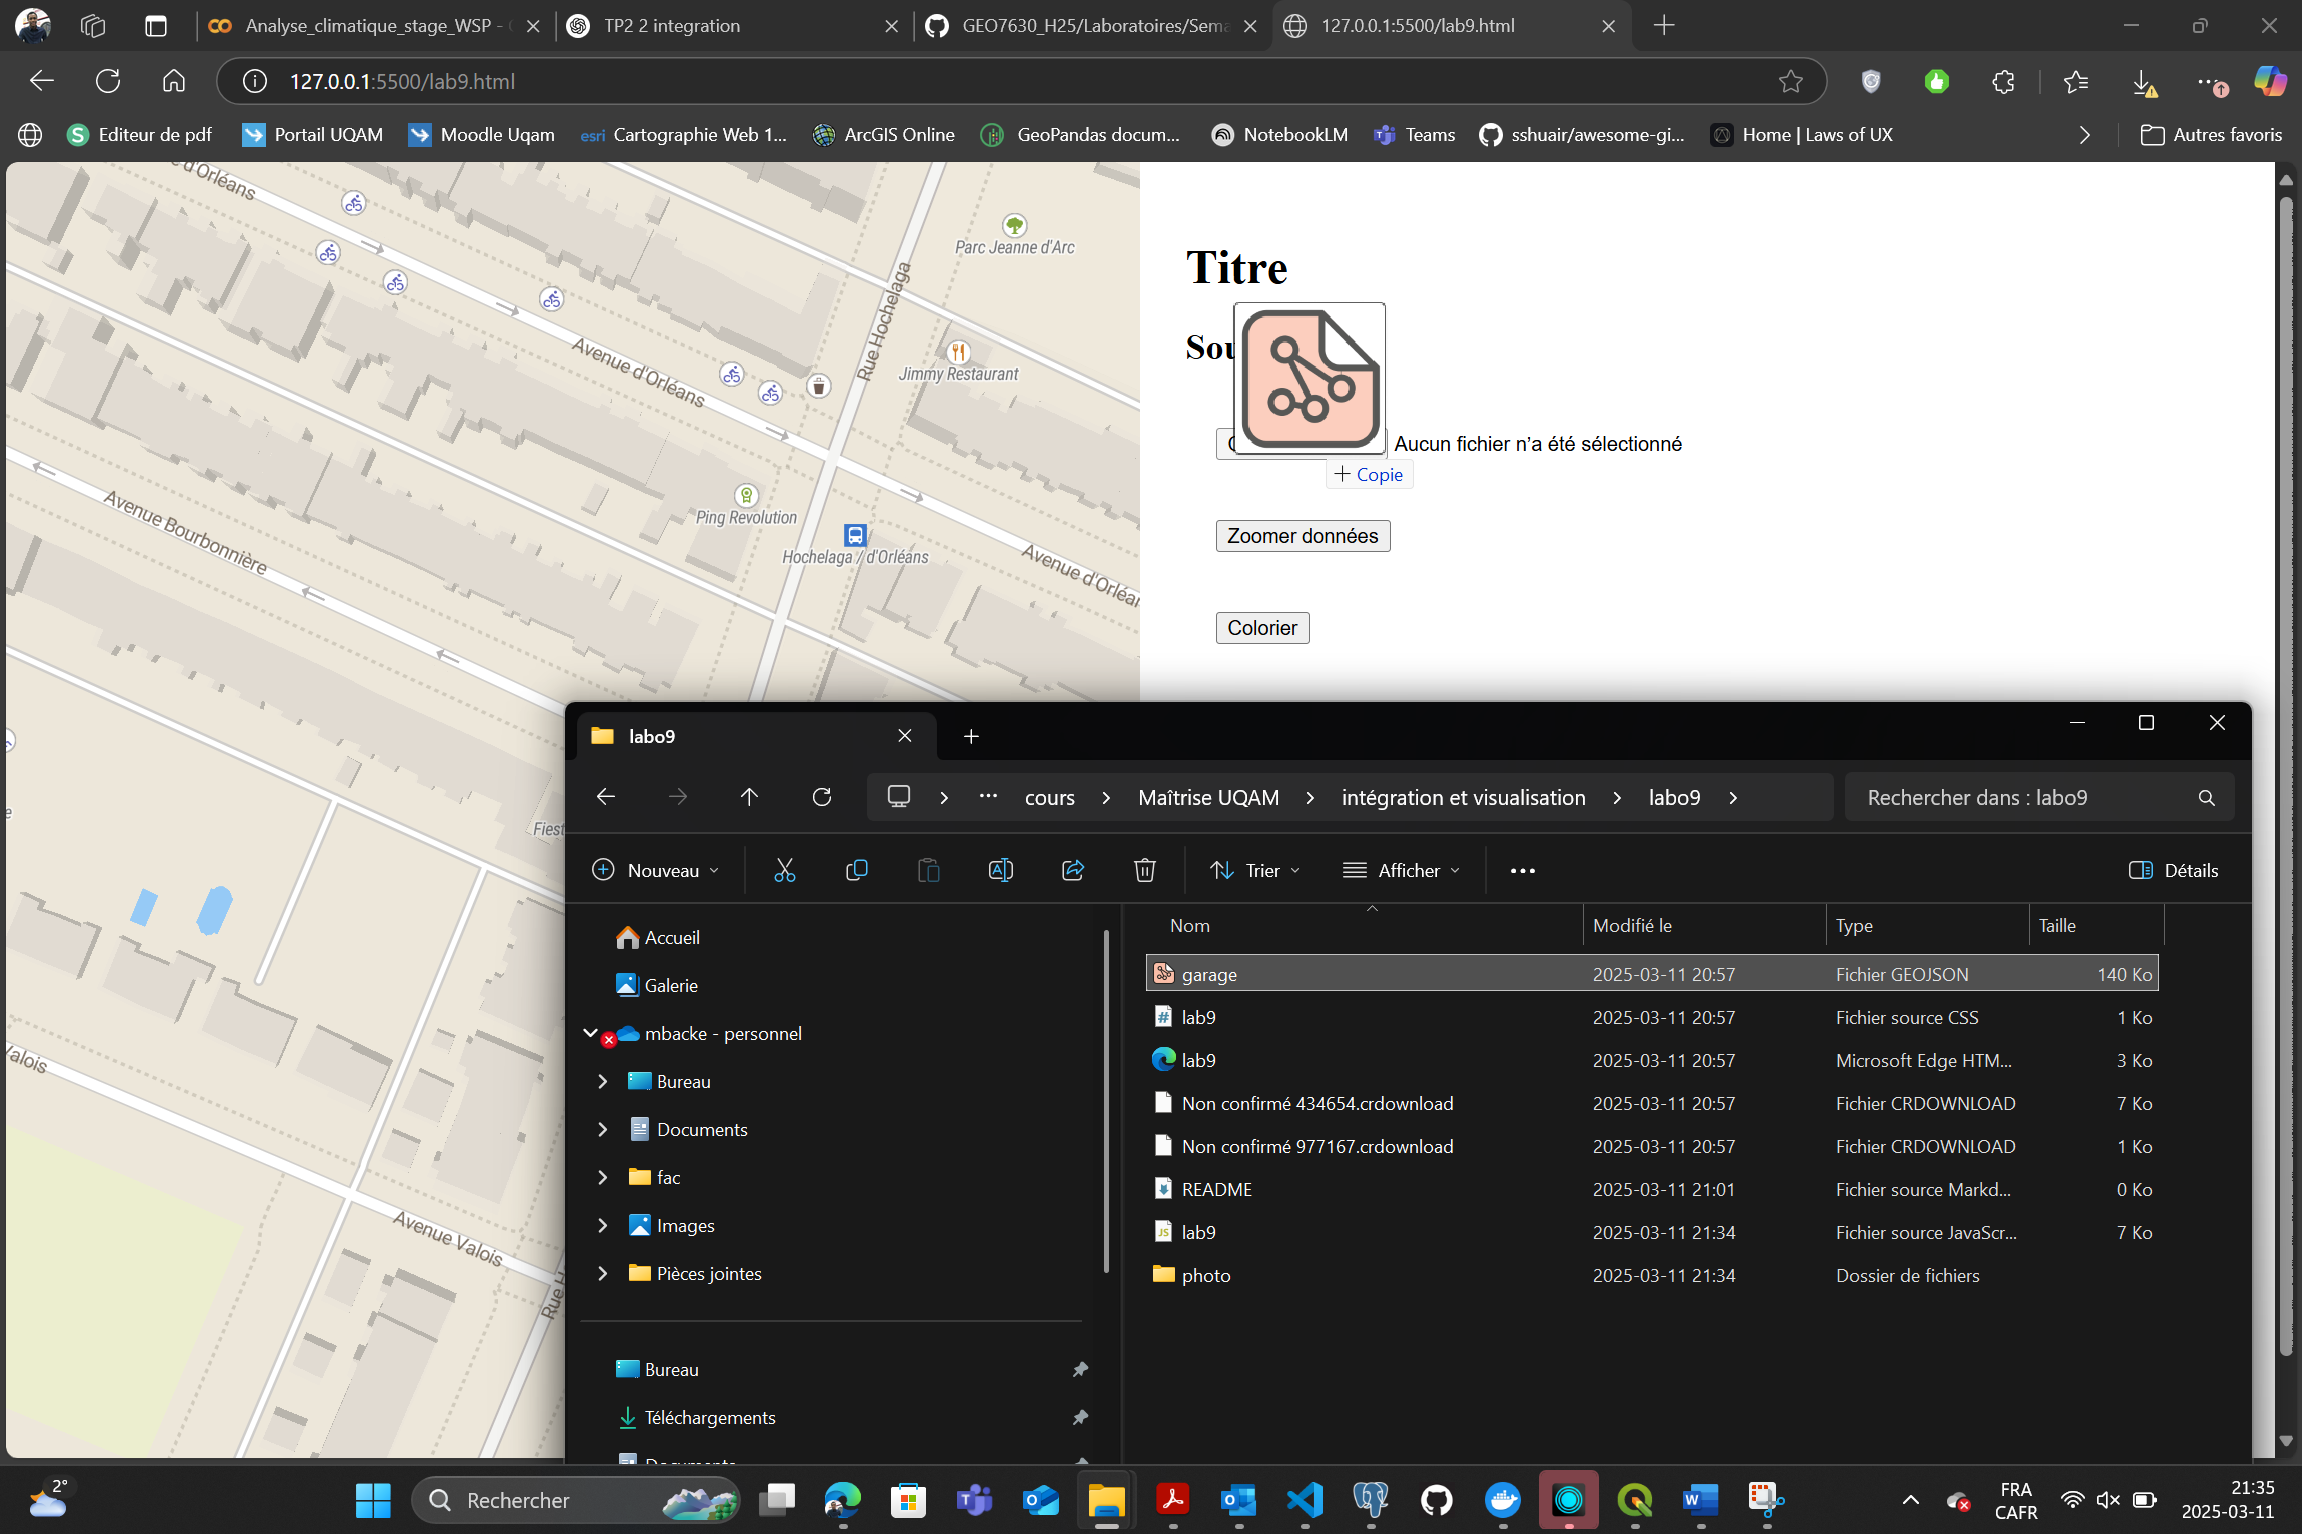 Analyse_climatique_stage_WSP - C
TP2 2 integration
GEO7630_H25/Laboratoires/Sema
127.0.0.1:5500/lab9.html
127.0.0.1:5500/lab9.html
Editeur de pdf
Portail UQAM
Moodle Uqam
esri Cartographie Web 1...
ArcGIS Online
GeoPandas docum...
NotebookLM
Teams
sshuair/awesome-gi...
Home | Laws of UX
Autres favoris
d'Orléans
Parc Jeanne d'Arc
Rue Hochelaga
Jimmy Restaurant
Avenue d'Orléans
Avenue Bourbonnière
Ping Revolution
Hochelaga / d'Orléans
Avenue d'Orléan
Fiest
Valois
Avenue Valois
Rue H
Titre
Sou
Aucun fichier n'a été sélectionné
+ Copie
Zoomer données
Colorier
labo9
... > cours > Maîtrise UQAM > intégration et visualisation > labo9 >
Rechercher dans : labo9
Nouveau
Trier
Afficher
Détails
Accueil
Galerie
mbacke - personnel
Bureau
Documents
fac
Images
Pièces jointes
Bureau
Téléchargements
Documents
Nom Modifié le Type Taille
garage 2025-03-11 20:57 Fichier GEOJSON 140 Ko
lab9 2025-03-11 20:57 Fichier source CSS 1 Ko
lab9 2025-03-11 20:57 Microsoft Edge HTM... 3 Ko
Non confirmé 434654.crdownload 2025-03-11 20:57 Fichier CRDOWNLOAD 7 Ko
Non confirmé 977167.crdownload 2025-03-11 20:57 Fichier CRDOWNLOAD 1 Ko
README 2025-03-11 21:01 Fichier source Markd... 0 Ko
lab9 2025-03-11 21:34 Fichier source JavaScr... 7 Ko
photo 2025-03-11 21:34 Dossier de fichiers
2°
Rechercher
FRA
CAFR
21:35
2025-03-11